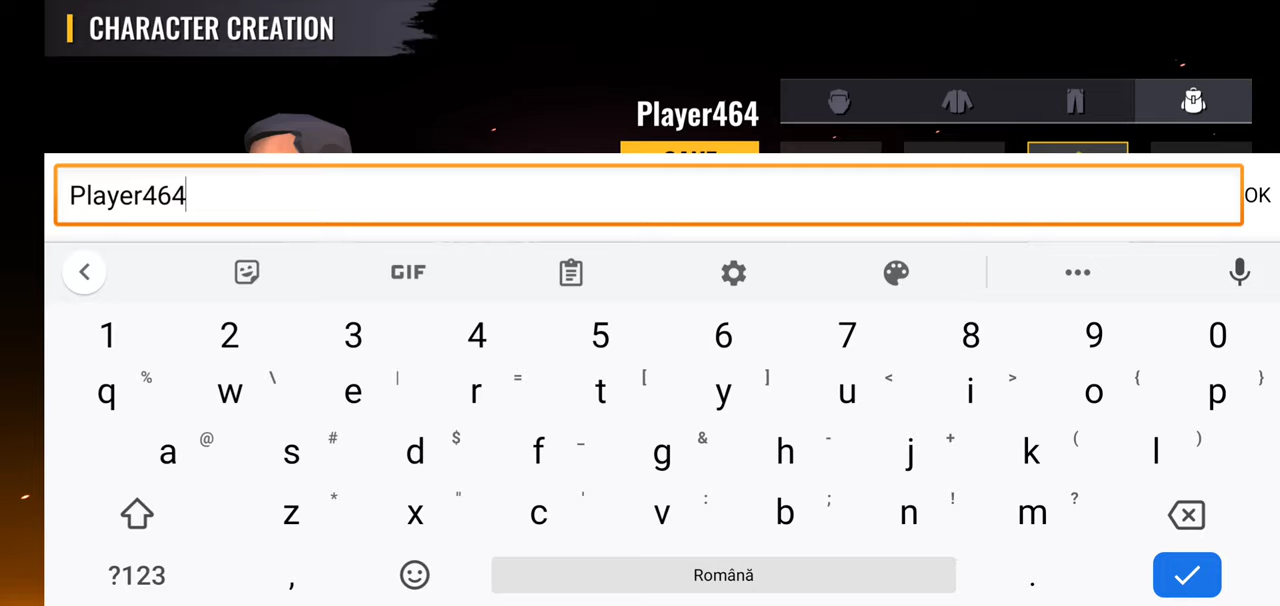 CHARACTER CREATION
Player464
Player464
OK
GIF
1 2 3 4 5 6 7 8 9 0
q % w \ e | r = t [ y ] u < i > o { p }
a @ s # d $ f _ g & h - j + k ( l )
z * x " c ' v : b ; n ! m ?
?123 , Română .